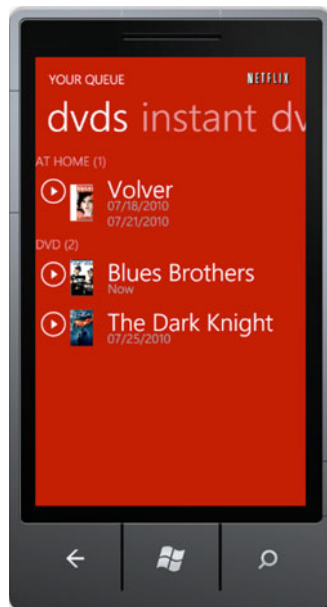 YOUR QUEUE NETFLIX
dvds instant dv
AT HOME (1)
Volver
07/18/2010
07/21/2010
DVD (2)
Blues Brothers
Now
The Dark Knight
07/25/2010